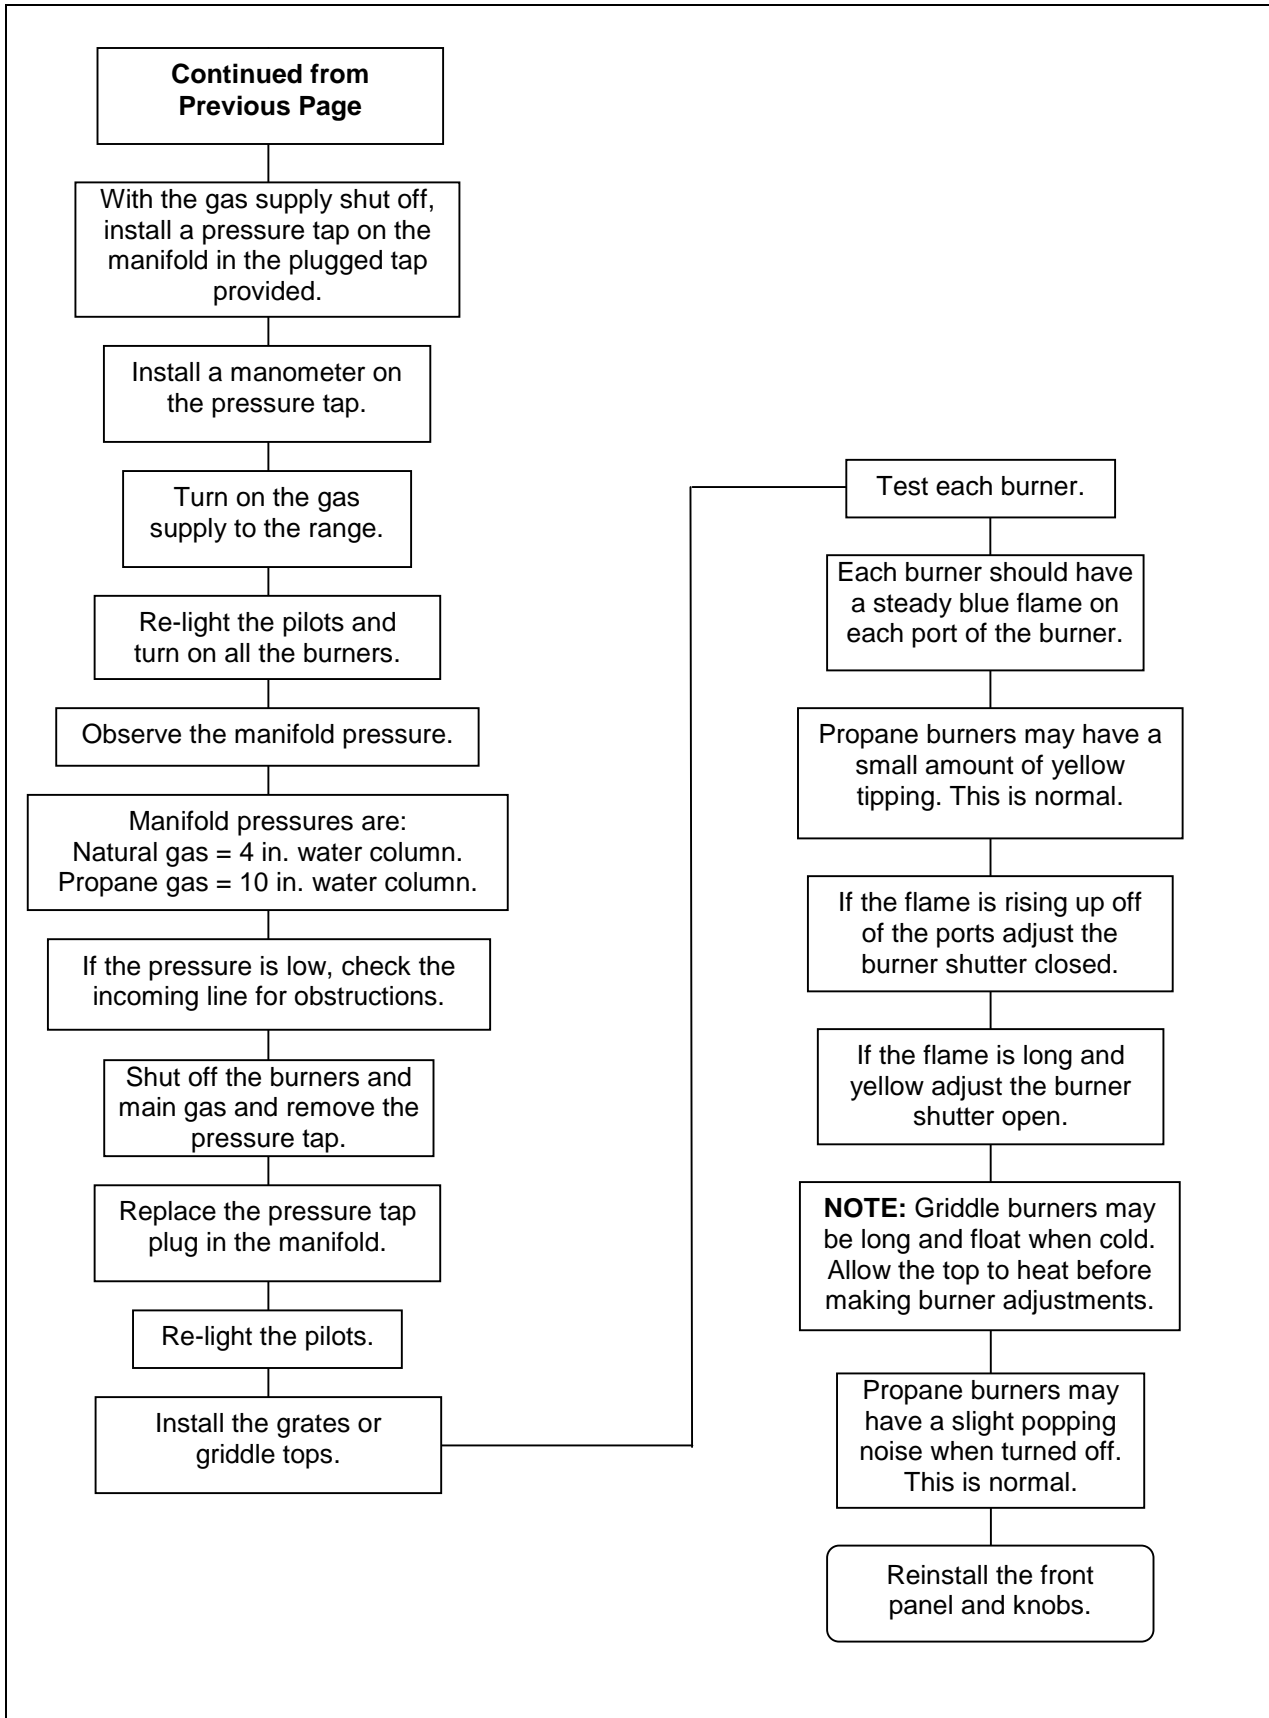 Continued from
Previous Page
With the gas supply shut off,
install a pressure tap on the
manifold in the plugged tap
provided.
Install a manometer on
the pressure tap.
Turn on the gas
supply to the range.
Re-light the pilots and
turn on all the burners.
Observe the manifold pressure.
Manifold pressures are:
Natural gas = 4 in. water column.
Propane gas = 10 in. water column.
If the pressure is low, check the
incoming line for obstructions.
Shut off the burners and
main gas and remove the
pressure tap.
Replace the pressure tap
plug in the manifold.
Re-light the pilots.
Install the grates or
griddle tops.
Test each burner.
Each burner should have
a steady blue flame on
each port of the burner.
Propane burners may have a
small amount of yellow
tipping. This is normal.
If the flame is rising up off
of the ports adjust the
burner shutter closed.
If the flame is long and
yellow adjust the burner
shutter open.
NOTE: Griddle burners may
be long and float when cold.
Allow the top to heat before
making burner adjustments.
Propane burners may
have a slight popping
noise when turned off.
This is normal.
Reinstall the front
panel and knobs.